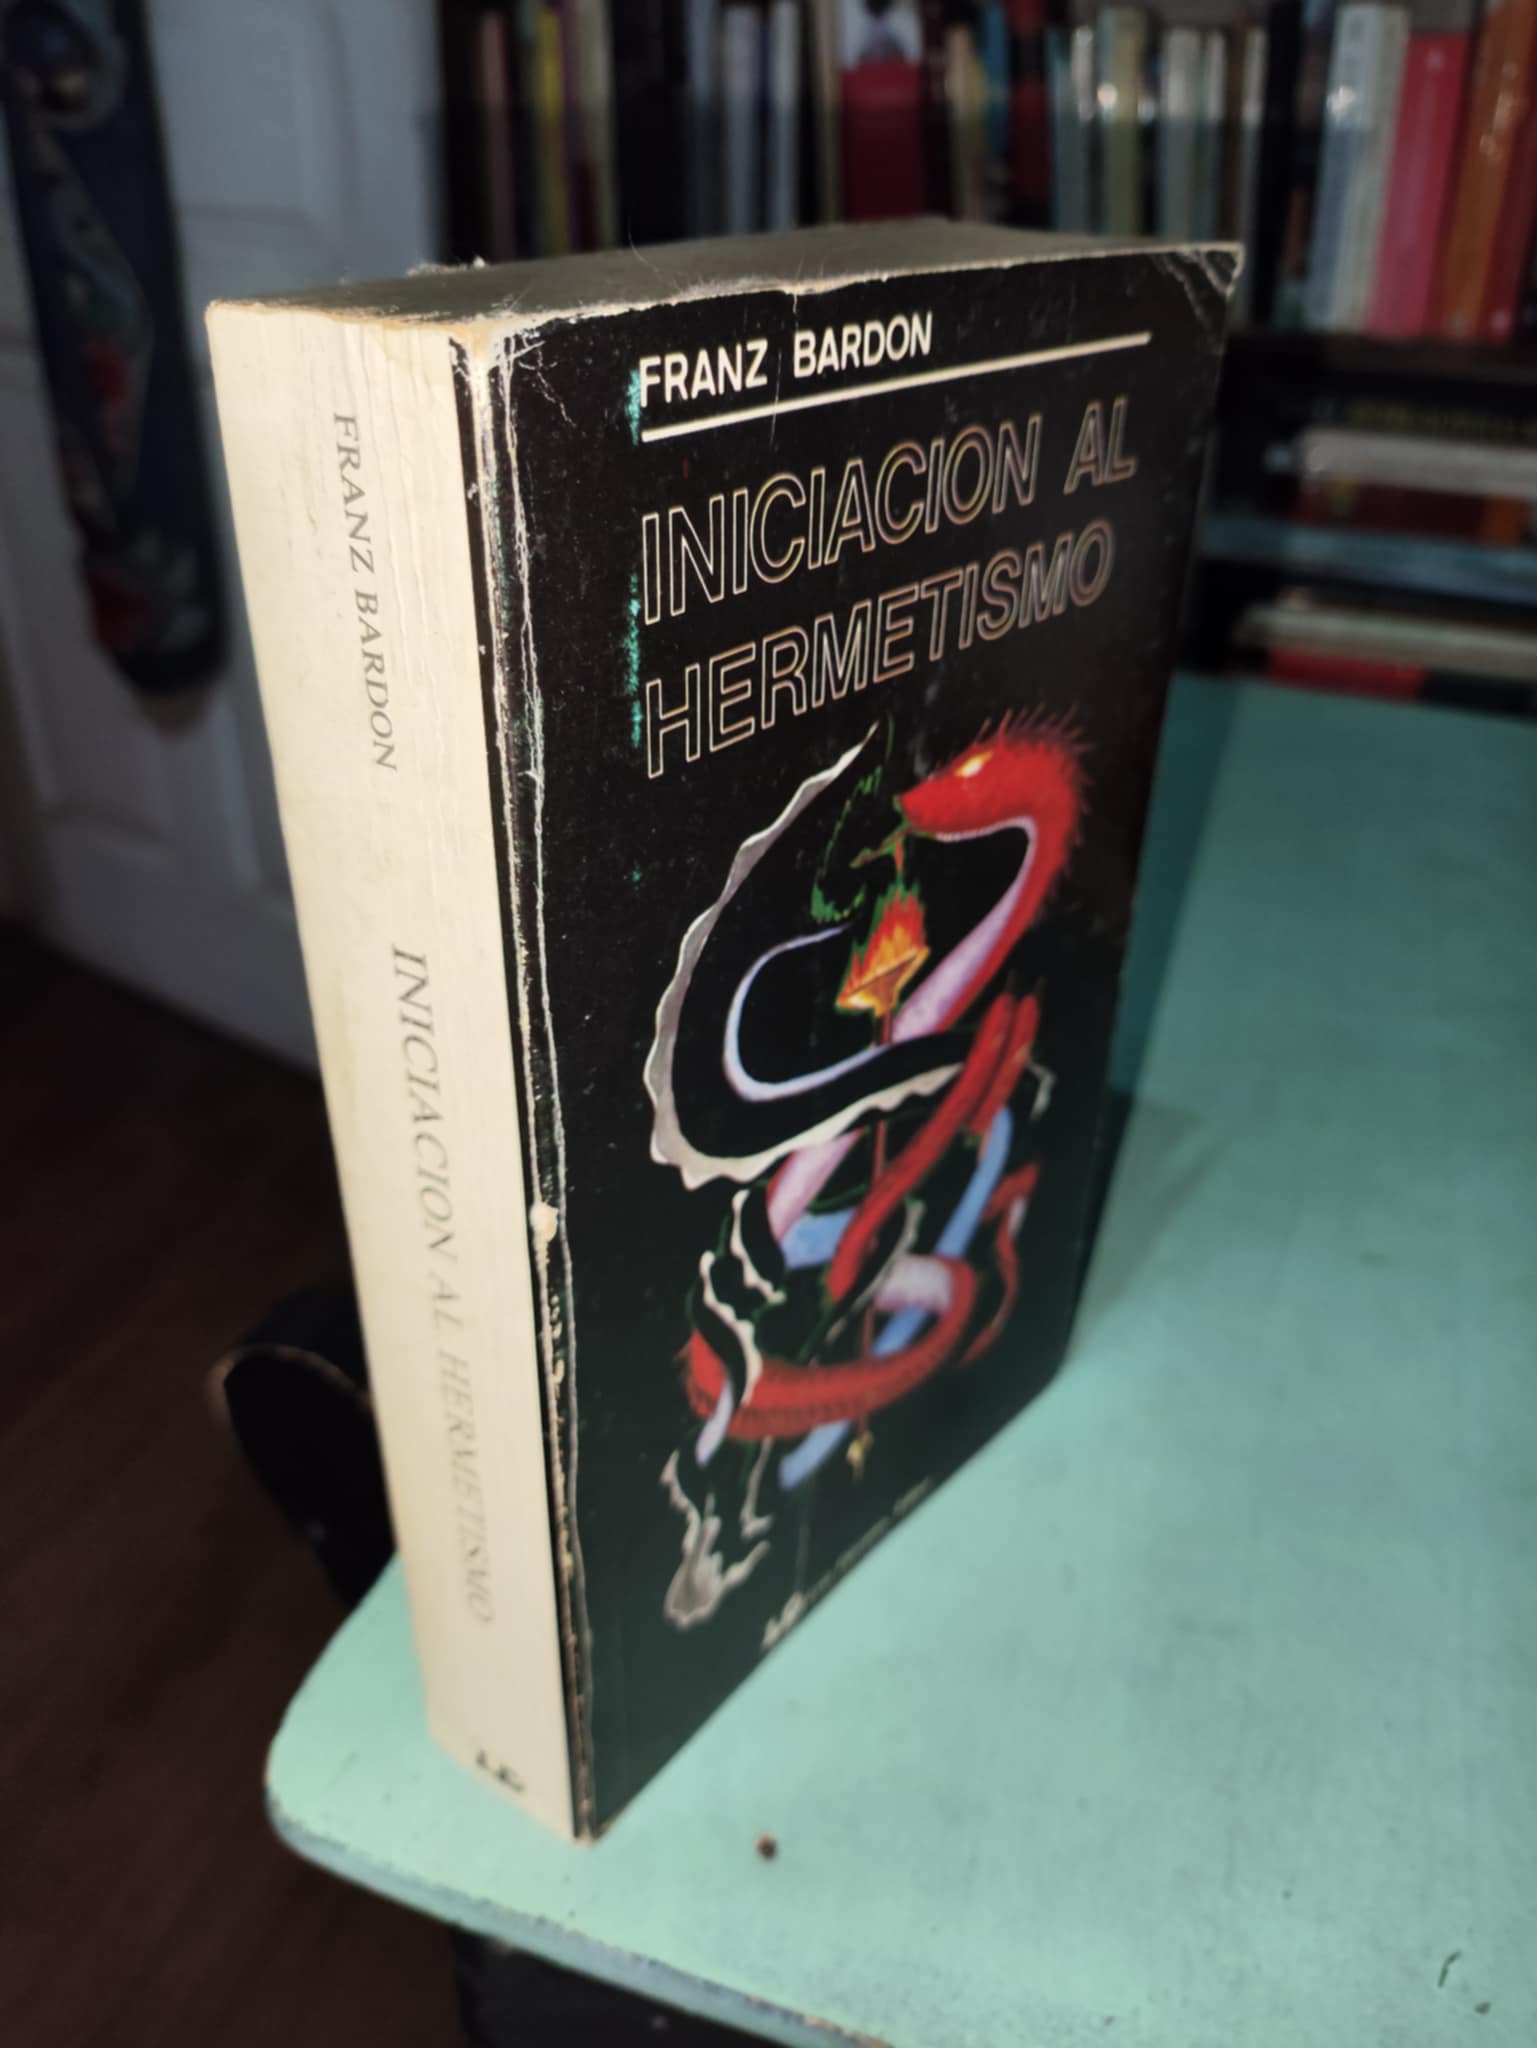 FRANZ BARDON
INICIACION AL
HERMETISMO
FRANZ BARDON
INICIACION AL HERMETISMO